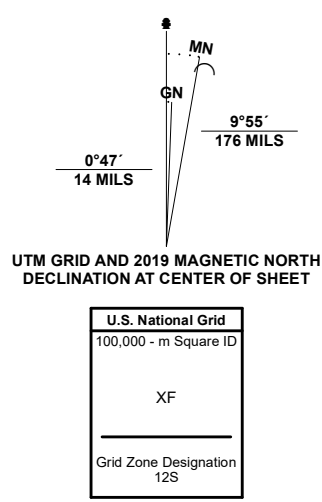 MN
GN
9°55´
176 MILS
0°47´
14 MILS
UTM GRID AND 2019 MAGNETIC NORTH
DECLINATION AT CENTER OF SHEET
U.S. National Grid
100,000 - m Square ID
XF
Grid Zone Designation
12S